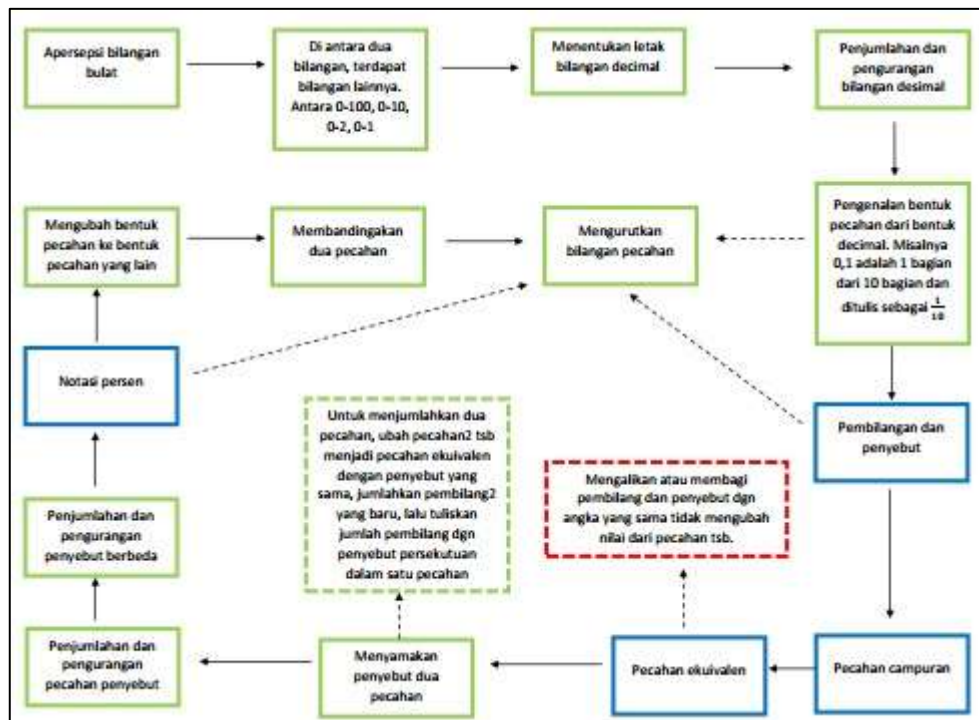 Apersepsi bilangan
bulat
Di antara dua
bilangan, terdapat
bilangan lainnya.
Antara 0-100, 0-10,
0-2, 0-1
Menentukan letak
bilangan decimal
Penjumlahan dan
pengurangan
bilangan desimal
Mengubah bentuk
pecahan ke bentuk
pecahan yang lain
Membandingakan
dua pecahan
Mengurutkan
bilangan pecahan
Pengenalan bentuk
pecahan dari bentuk
decimal. Misalnya
0,1 adalah 1 bagian
dari 10 bagian dan
ditulis sebagai 1/10
Notasi persen
Untuk menjumlahkan dua
pecahan, ubah pecahan2 tsb
menjadi pecahan ekuivalen
dengan penyebut yang
sama, jumlahkan pembilang2
yang baru, lalu tuliskan
jumlah pembilang dgn
penyebut persekutuan
dalam satu pecahan
Mengalikan atau membagi
pembilang dan penyebut dgn
angka yang sama tidak mengubah
nilai dari pecahan tsb.
Pembilangan dan
penyebut
Penjumlahan dan
pengurangan
penyebut berbeda
Penjumlahan dan
pengurangan
pecahan penyebut
Menyamakan
penyebut dua
pecahan
Pecahan ekuivalen
Pecahan campuran